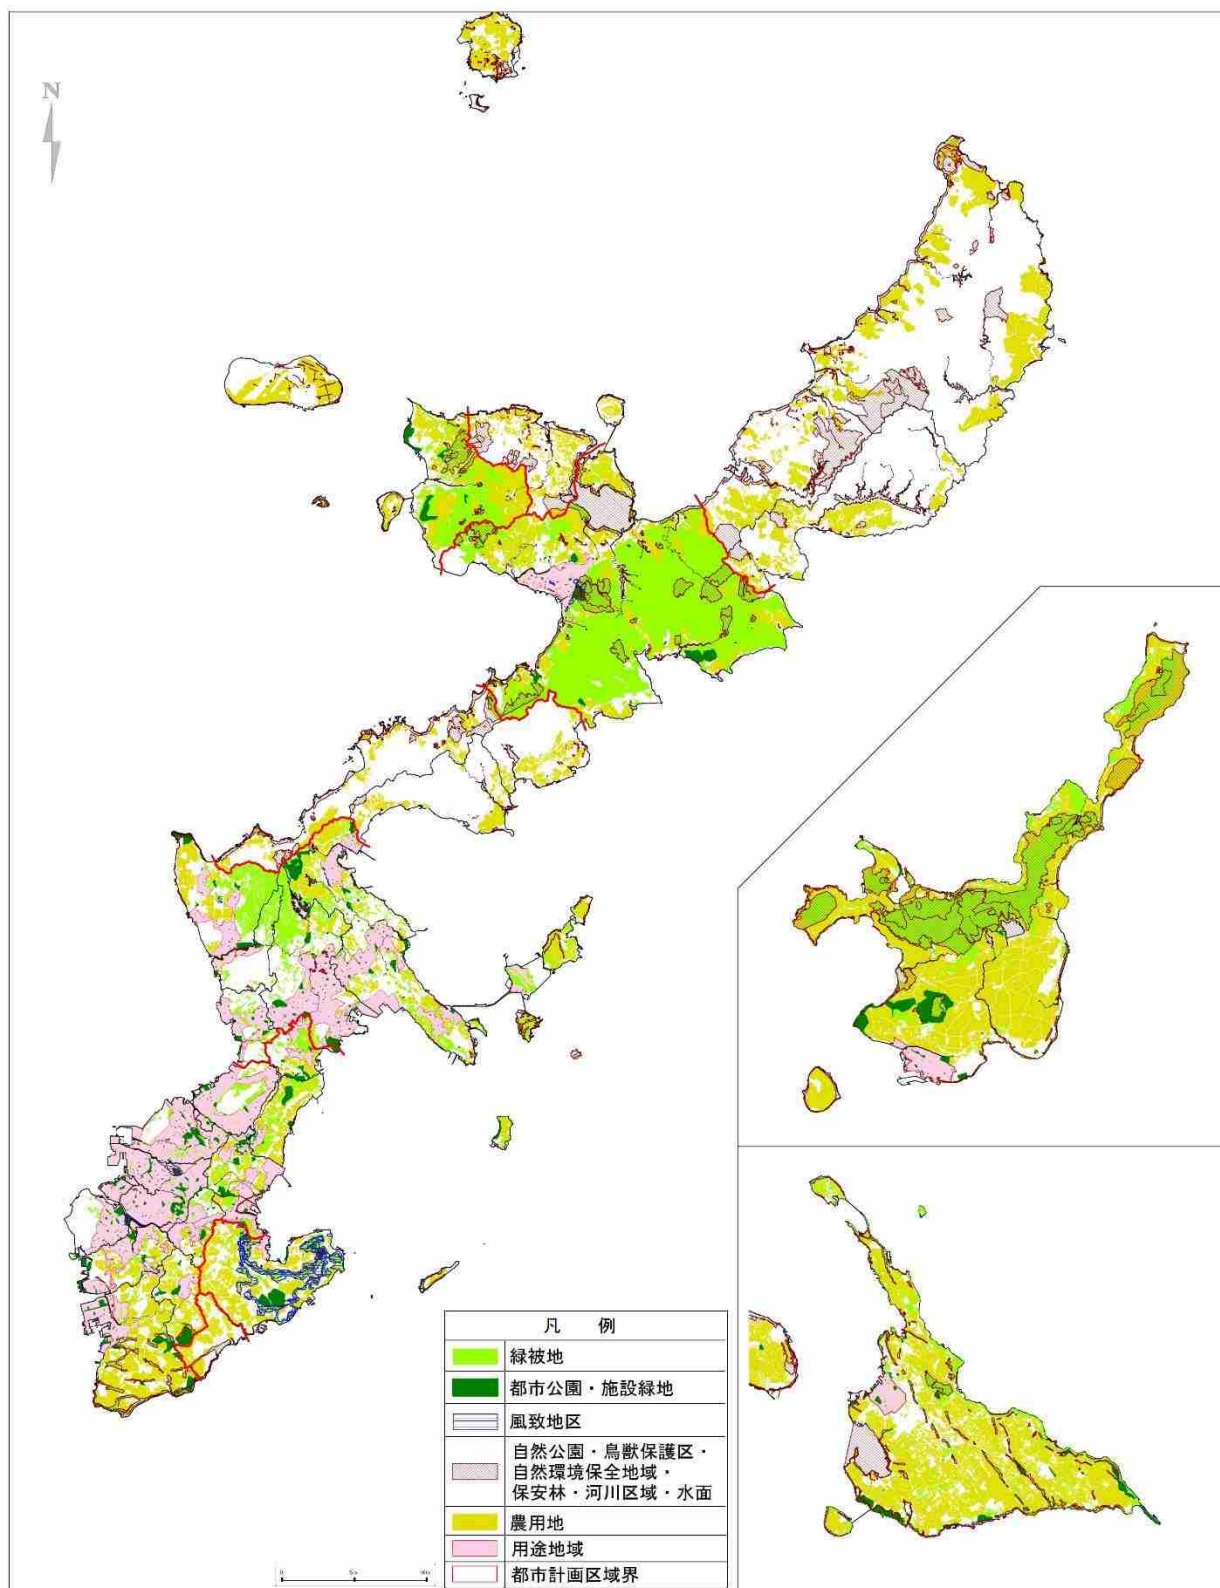 N
凡 例
緑被地
都市公園・施設緑地
風致地区
自然公園・鳥獣保護区・
自然環境保全地域・
保安林・河川区域・水面
農用地
用途地域
都市計画区域界
0